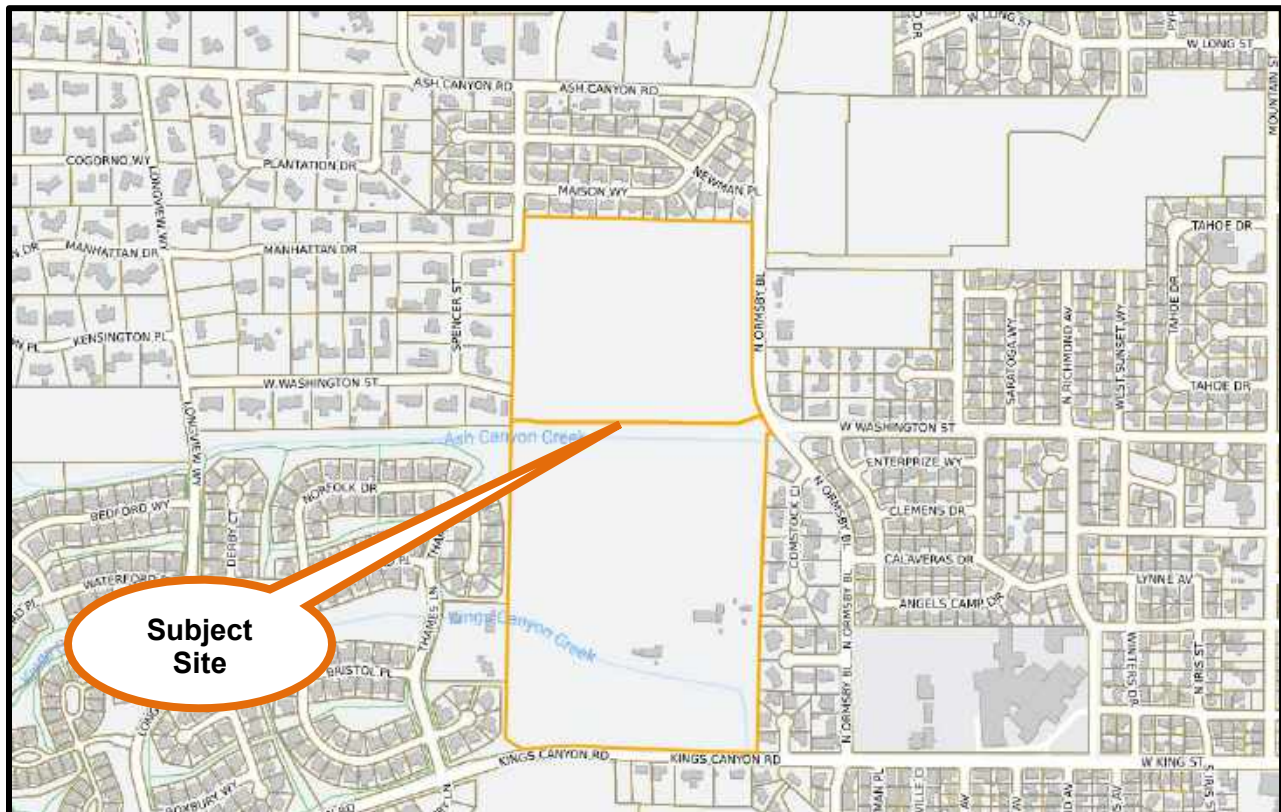 W LONG ST
W LONG ST
MOUNTAIN ST
ASH CANYON RD
ASH CANYON RD
COGORNO WY
LONGVIEW WY
PLANTATION DR
MAISON WY
NEWMAN PL
TAHOE DR
MANHATTAN DR
MANHATTAN DR
SPENCER ST
N ORMSBY BL
TAHOE DR
KENSINGTON PL
SARATOGA WY
N RICHMOND AV
WEST SUNSET WY
W WASHINGTON ST
TAHOE DR
LONGVIEW WY
Ash Canyon Creek
W WASHINGTON ST
ENTERPRIZE WY
NORFOLK DR
BEDFORD WY
DERBY CT
N ORMSBY BL
COMSTOCK CI
CLEMENS DR
CALAVERAS DR
WATERFORD
LYNNE AV
ANGELS CAMP DR
THAMES LN
Kings Canyon Creek
N ORMSBY BL
Subject
Site
BRISTOL PL
WINTERS DR
N IRIS ST
N ORMSBY BL
KINGS CANYON RD
KINGS CANYON RD
W KING ST